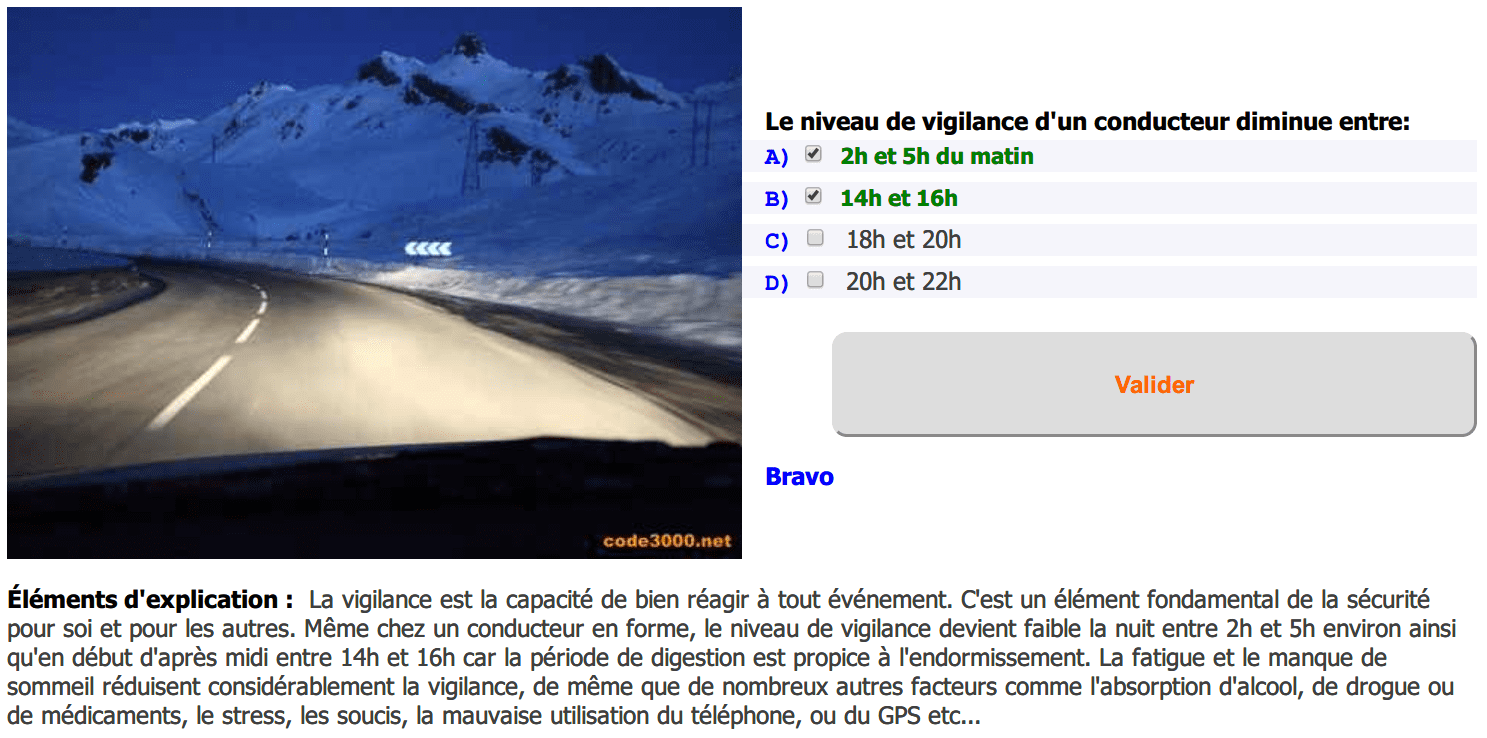 Le niveau de vigilance d'un conducteur diminue entre:
A) 2h et 5h du matin
B) 14h et 16h
C) 18h et 20h
D) 20h et 22h
Valider
Bravo
code3000.net
Éléments d'explication : La vigilance est la capacité de bien réagir à tout événement. C'est un élément fondamental de la sécurité
pour soi et pour les autres. Même chez un conducteur en forme, le niveau de vigilance devient faible la nuit entre 2h et 5h environ ainsi
qu'en début d'après midi entre 14h et 16h car la période de digestion est propice à l'endormissement. La fatigue et le manque de
sommeil réduisent considérablement la vigilance, de même que de nombreux autres facteurs comme l'absorption d'alcool, de drogue ou
de médicaments, le stress, les soucis, la mauvaise utilisation du téléphone, ou du GPS etc...